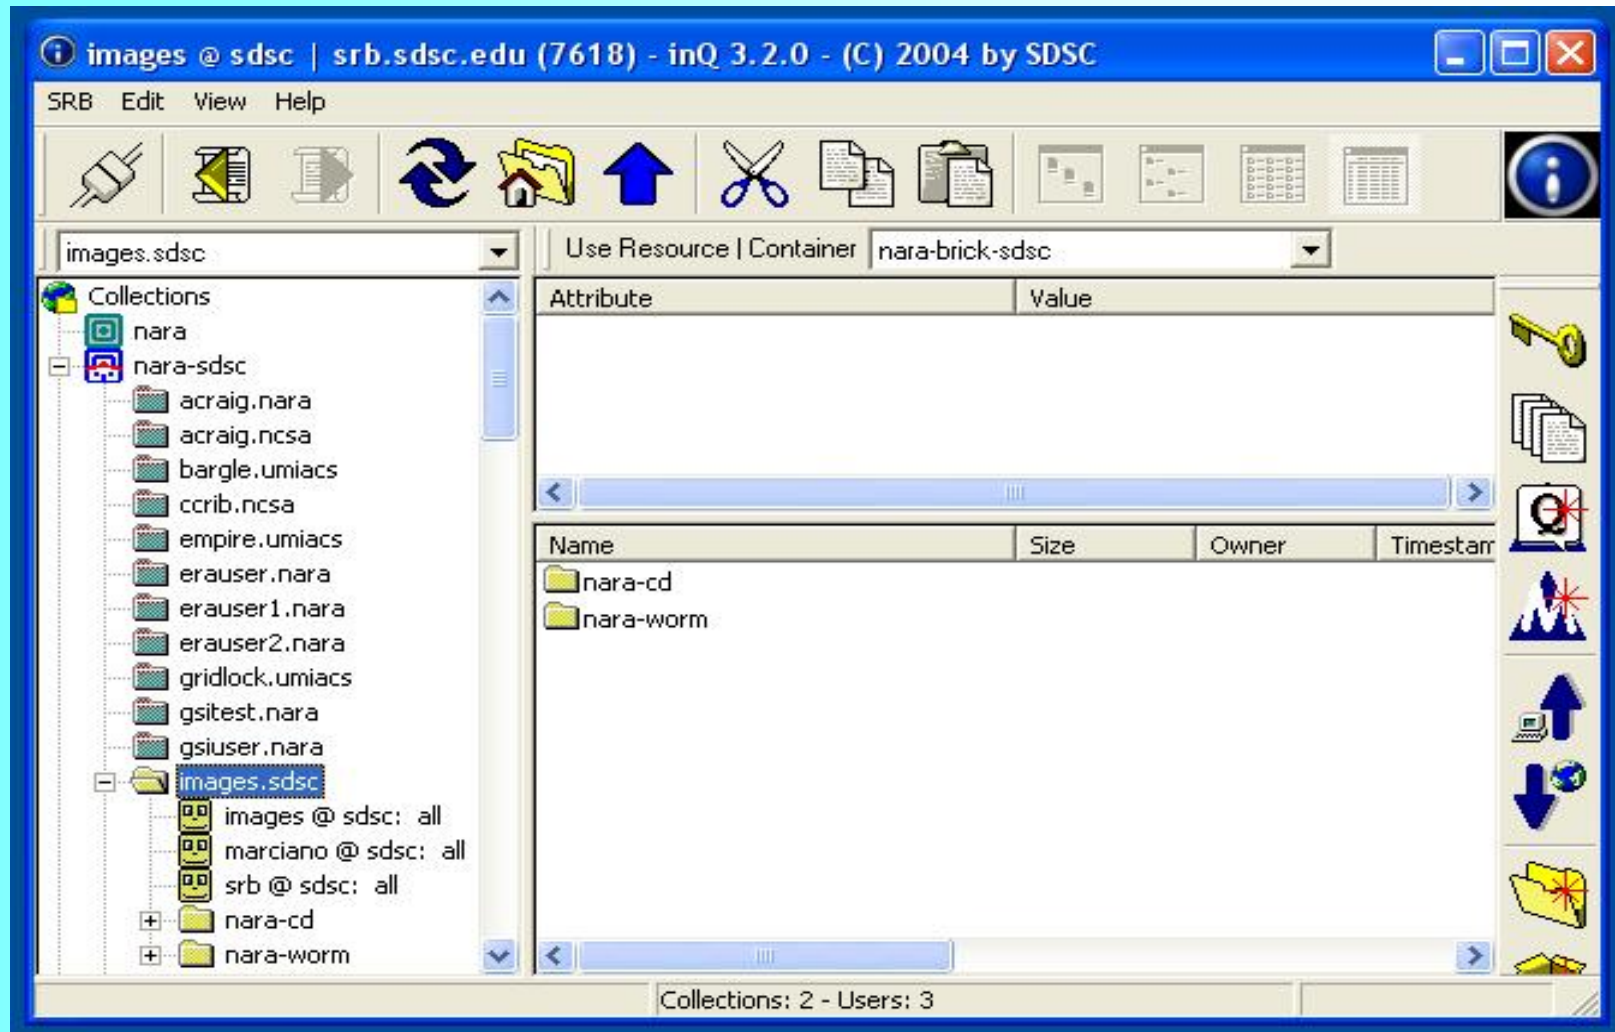 images @ sdsc | srb.sdsc.edu (7618) - inQ 3.2.0 - (C) 2004 by SDSC
SRB Edit View Help
images.sdsc
Use Resource | Container nara-brick-sdsc
Collections
nara
nara-sdsc
acraig.nara
acraig.ncsa
bargle.umiacs
ccrib.ncsa
empire.umiacs
erauser.nara
erauser1.nara
erauser2.nara
gridlock.umiacs
gsitest.nara
gsiuser.nara
images.sdsc
images @ sdsc: all
marciano @ sdsc: all
srb @ sdsc: all
nara-cd
nara-worm
Attribute Value
Name Size Owner Timestam
nara-cd
nara-worm
Q
Collections: 2 - Users: 3